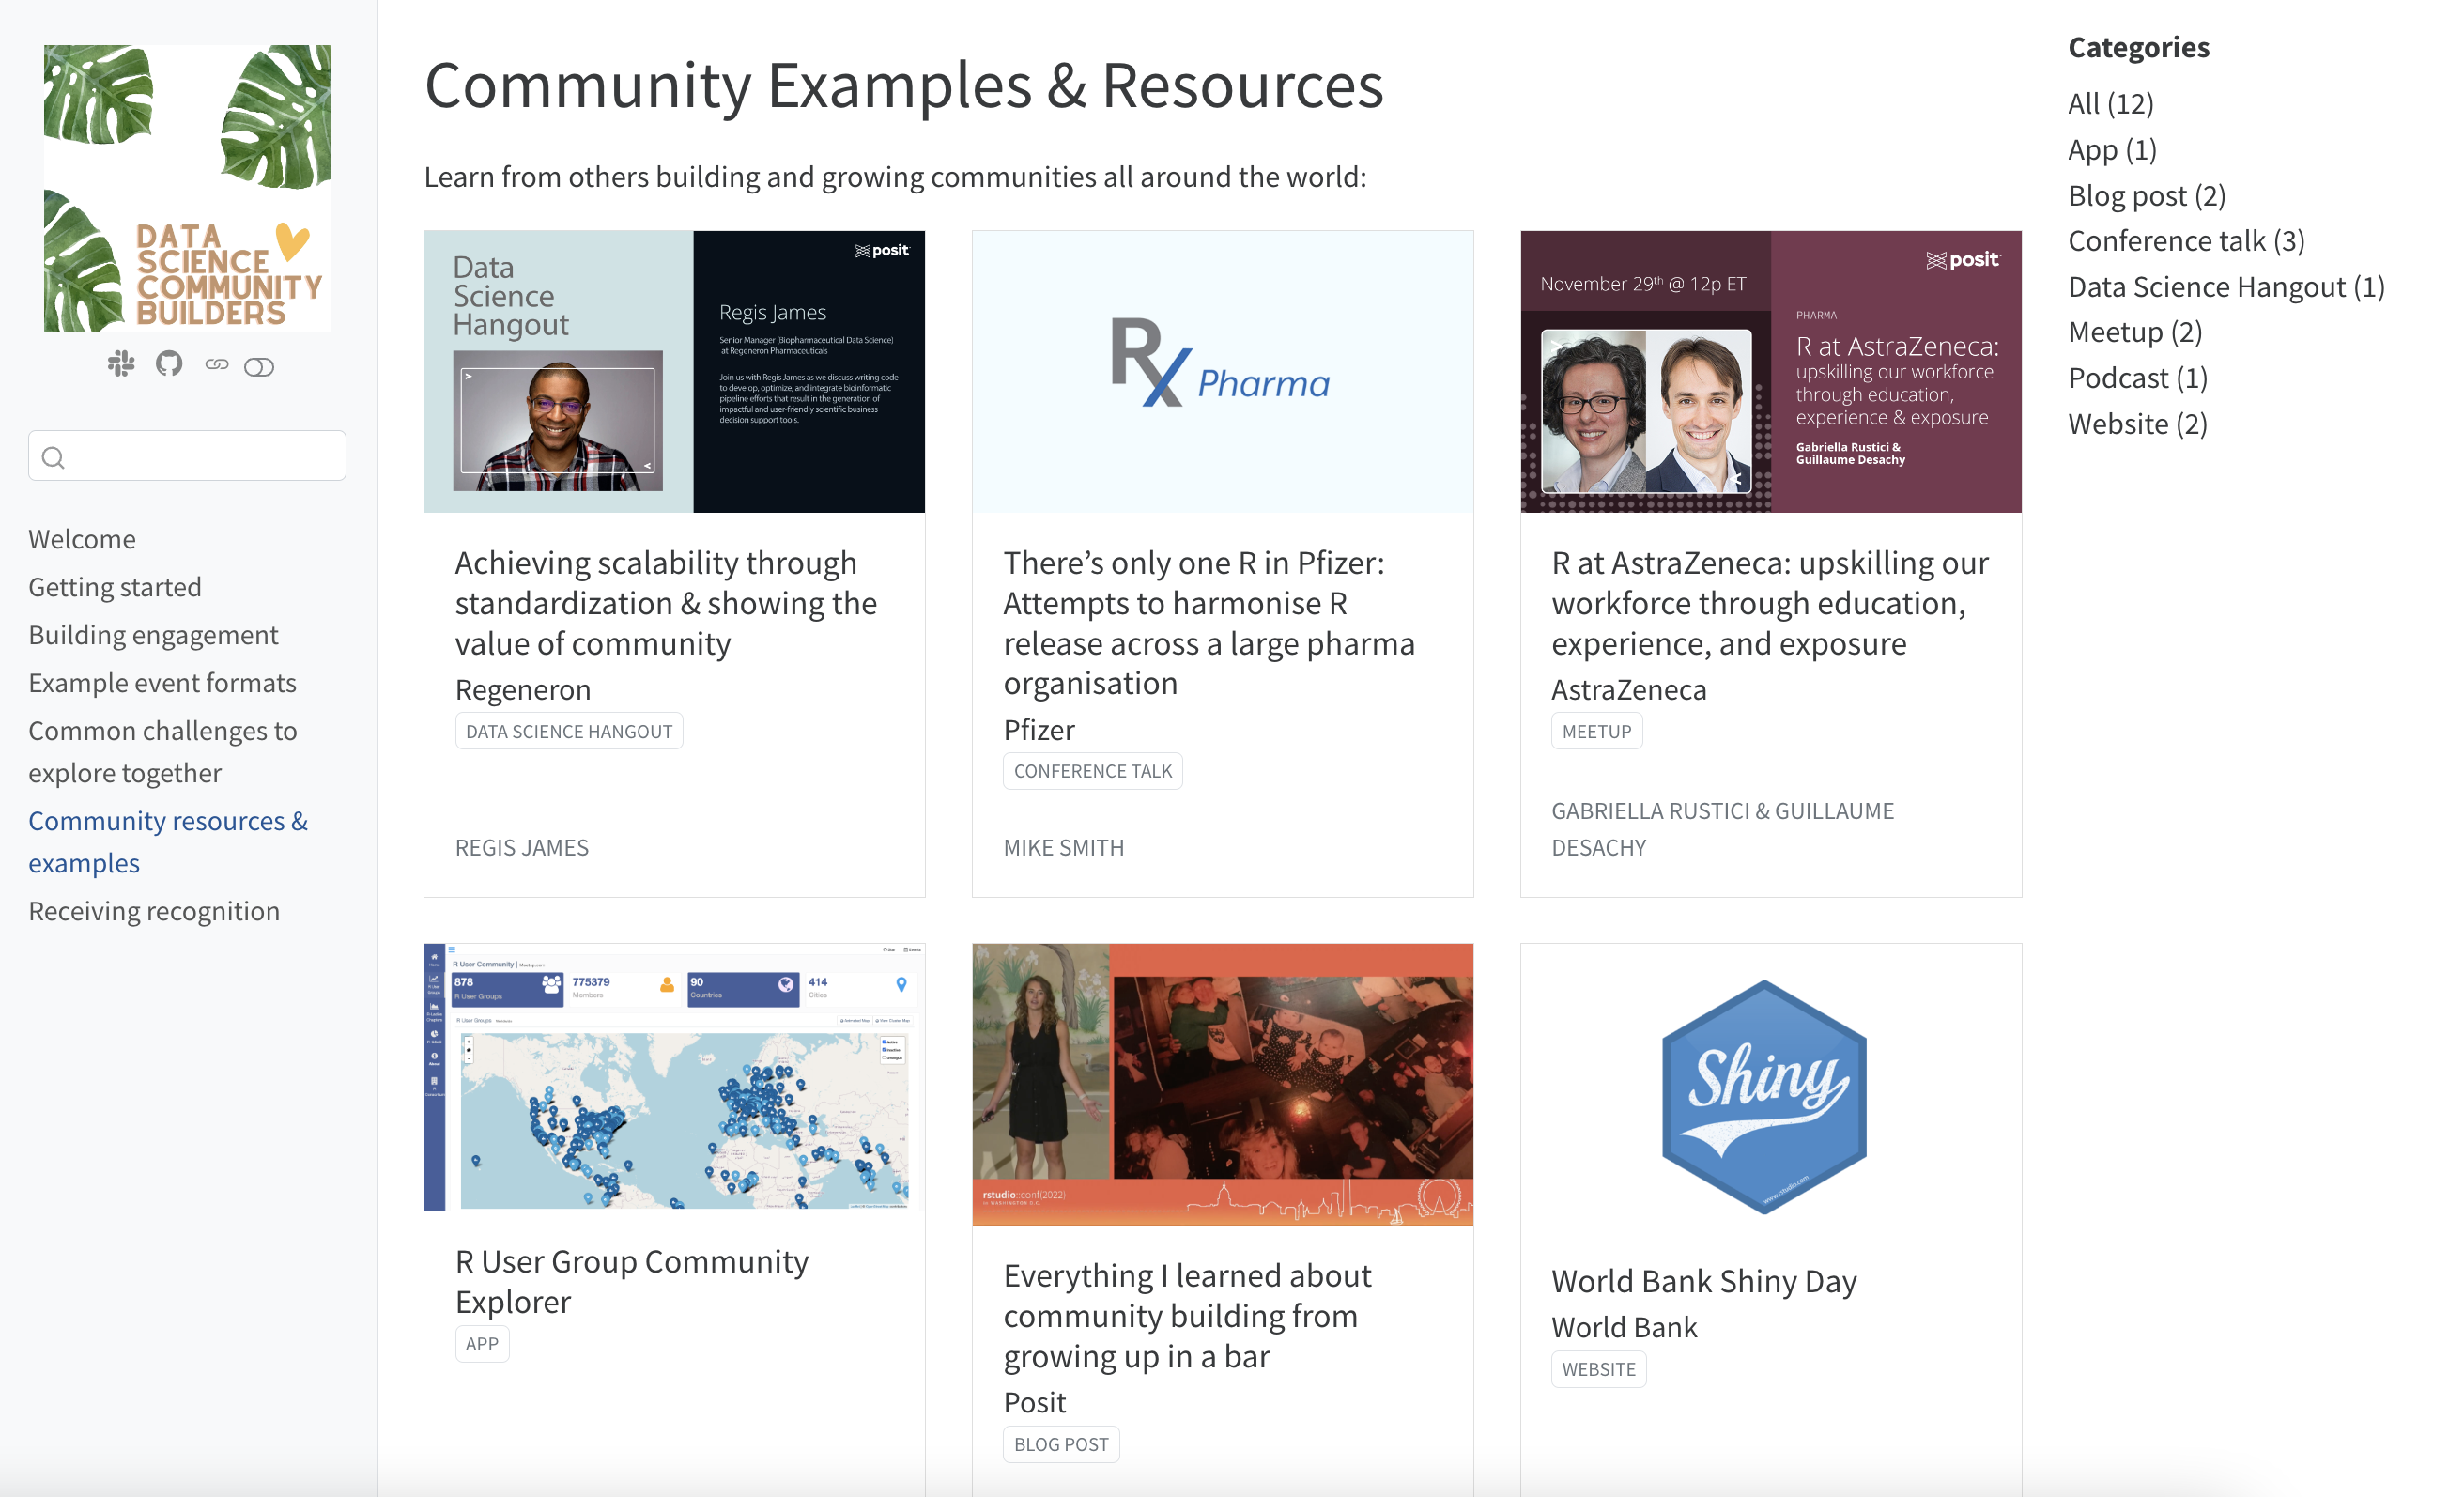 DATA
SCIENCE
COMMUNITY
BUILDERS
Welcome
Getting started
Building engagement
Example event formats
Common challenges to
explore together
Community resources &
examples
Receiving recognition
Community Examples & Resources
Learn from others building and growing communities all around the world:
Data
Science
Hangout
posit
Regis James
Senior Manager (Biopharmaceutical Data Science)
at Regeneron Pharmaceuticals
Join us with Regis James as we discuss writing code
to develop, optimize, and integrate bioinformatic
pipeline efforts that result in the generation of
impactful and user-friendly scientific business
decision support tools.
Achieving scalability through
standardization & showing the
value of community
Regeneron
DATA SCIENCE HANGOUT
REGIS JAMES
Rx Pharma
There’s only one R in Pfizer:
Attempts to harmonise R
release across a large pharma
organisation
Pfizer
CONFERENCE TALK
MIKE SMITH
November 29th @ 12p ET
posit
PHARMA
R at AstraZeneca:
upskilling our workforce
through education,
experience & exposure
Gabriella Rustici &
Guillaume Desachy
R at AstraZeneca: upskilling our
workforce through education,
experience, and exposure
AstraZeneca
MEETUP
GABRIELLA RUSTICI & GUILLAUME
DESACHY
R User Community | Meetup.com
878
R User Groups
775379
Members
90
Countries
414
Cities
R User Groups
R User Group Community
Explorer
APP
rstudio::conf(2022)
Everything I learned about
community building from
growing up in a bar
Posit
BLOG POST
Shiny
www.rstudio.com
World Bank Shiny Day
World Bank
WEBSITE
Categories
All (12)
App (1)
Blog post (2)
Conference talk (3)
Data Science Hangout (1)
Meetup (2)
Podcast (1)
Website (2)